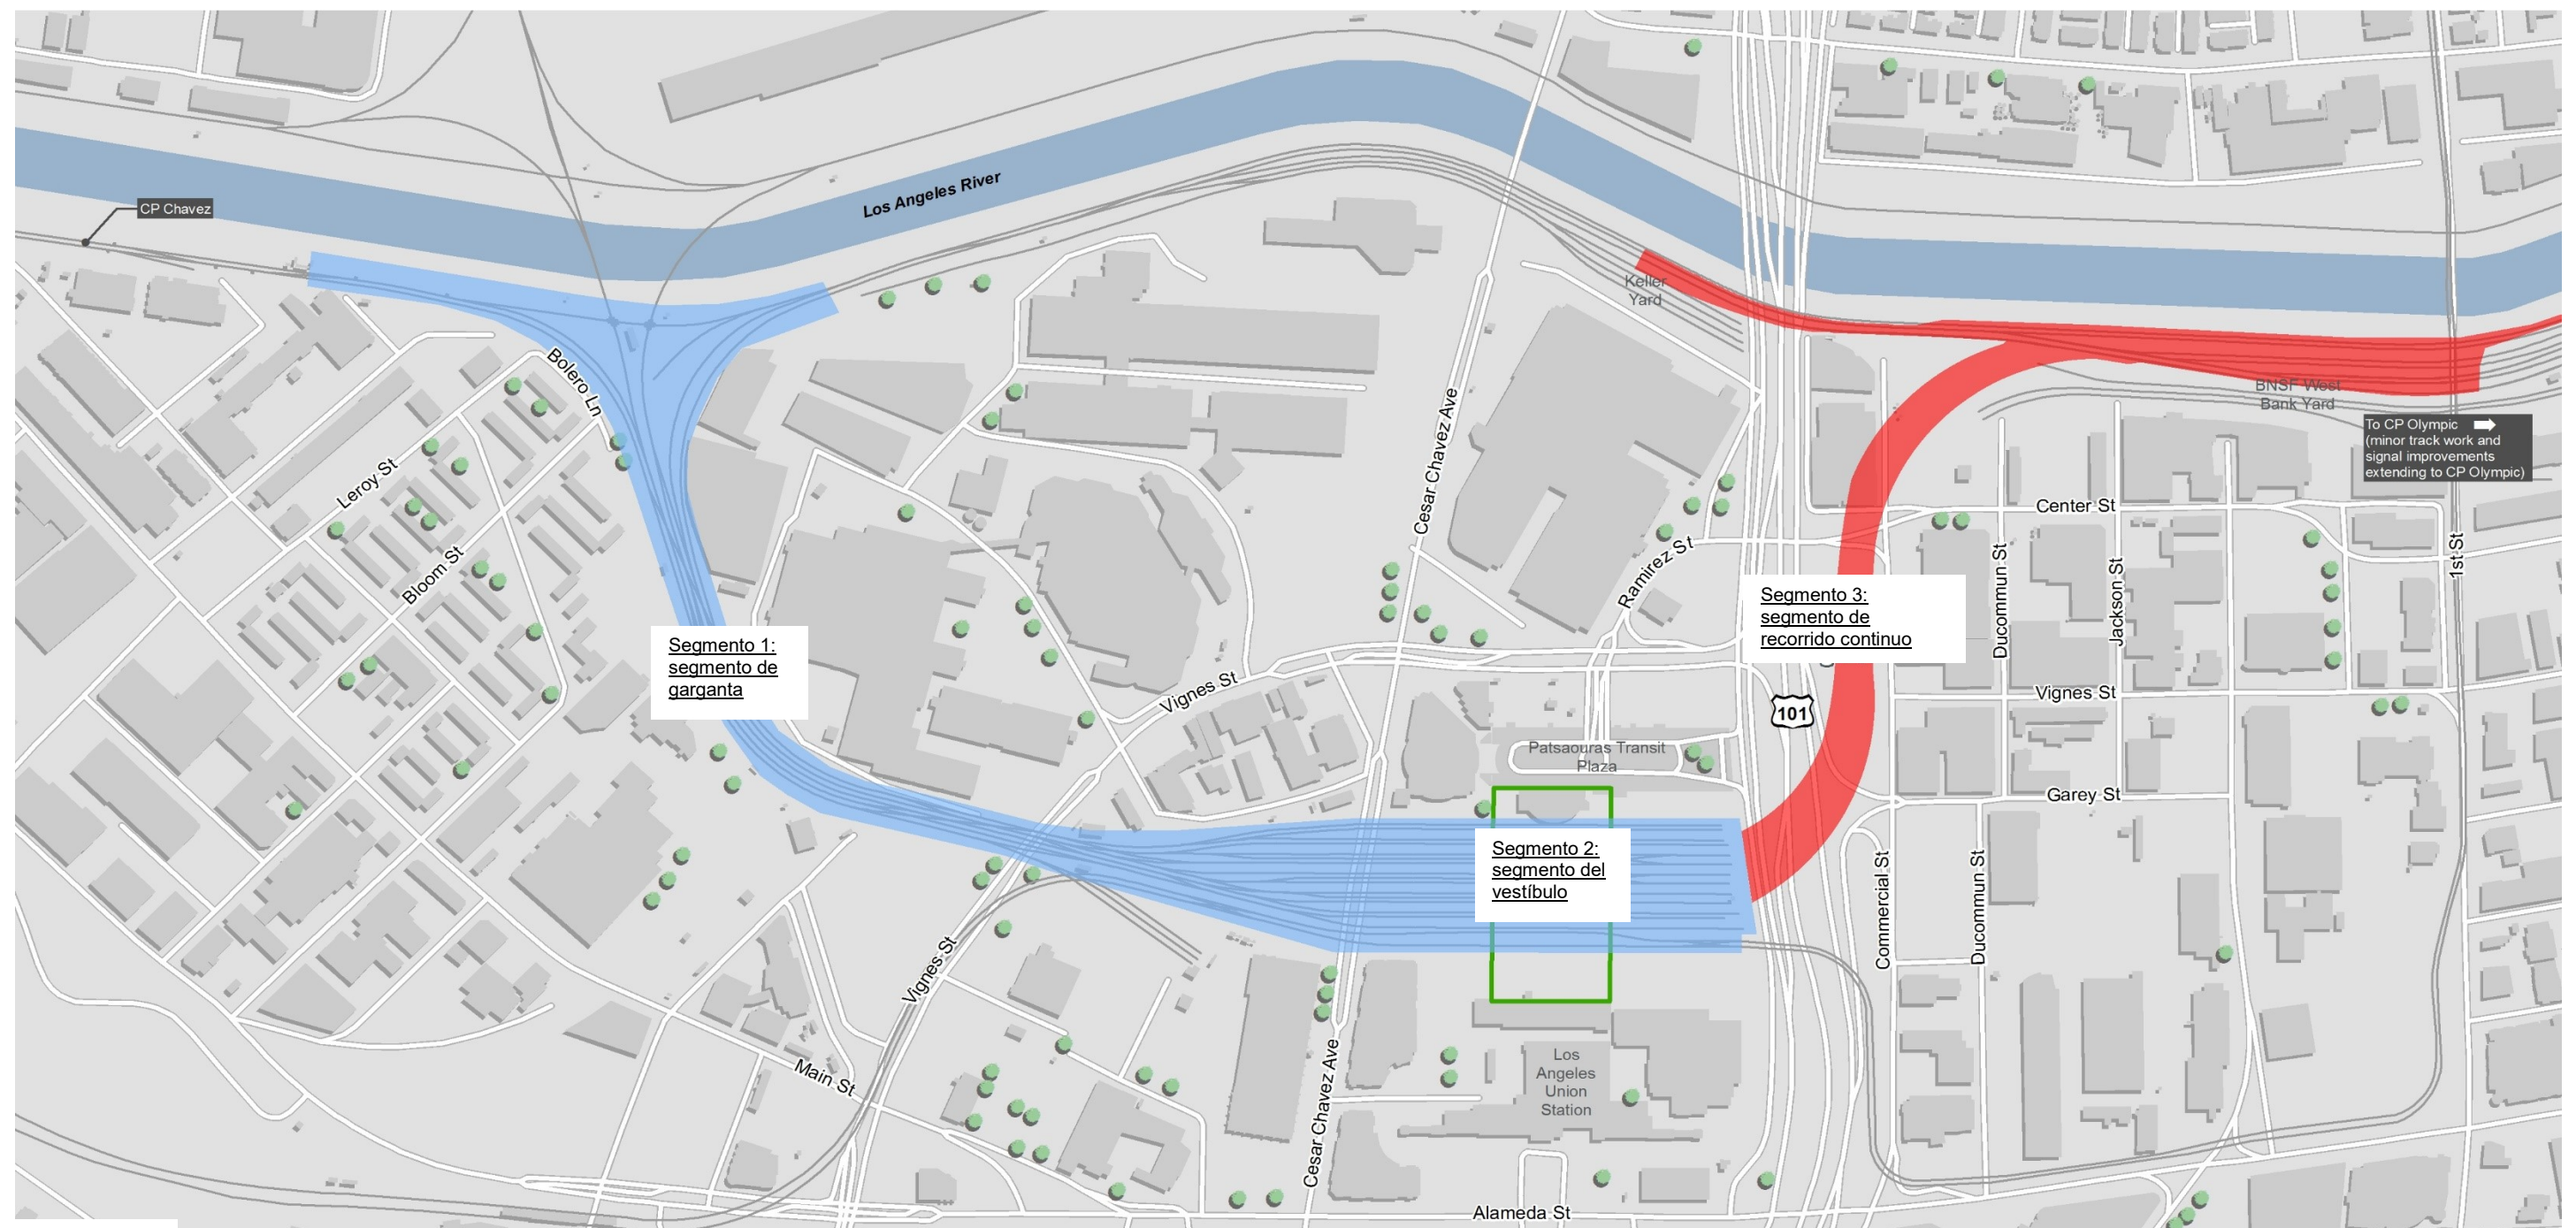 CP Chavez
Los Angeles River
Keller
Yard
BNSF West
Bank Yard
To CP Olympic
(minor track work and
signal improvements
extending to CP Olympic)
Bolero Ln
Leroy St
Bloom St
Cesar Chavez Ave
Ramirez St
Center St
Ducommun St
Jackson St
1st St
Segmento 3:
segmento de
recorrido continuo
Segmento 1:
segmento de
garganta
Vignes St
Vignes St
101
Patsaouras Transit
Plaza
Garey St
Segmento 2:
segmento del
vestíbulo
Commercial St
Ducommun St
Vignes St
Main St
Cesar Chavez Ave
Los
Angeles
Union
Station
Alameda St